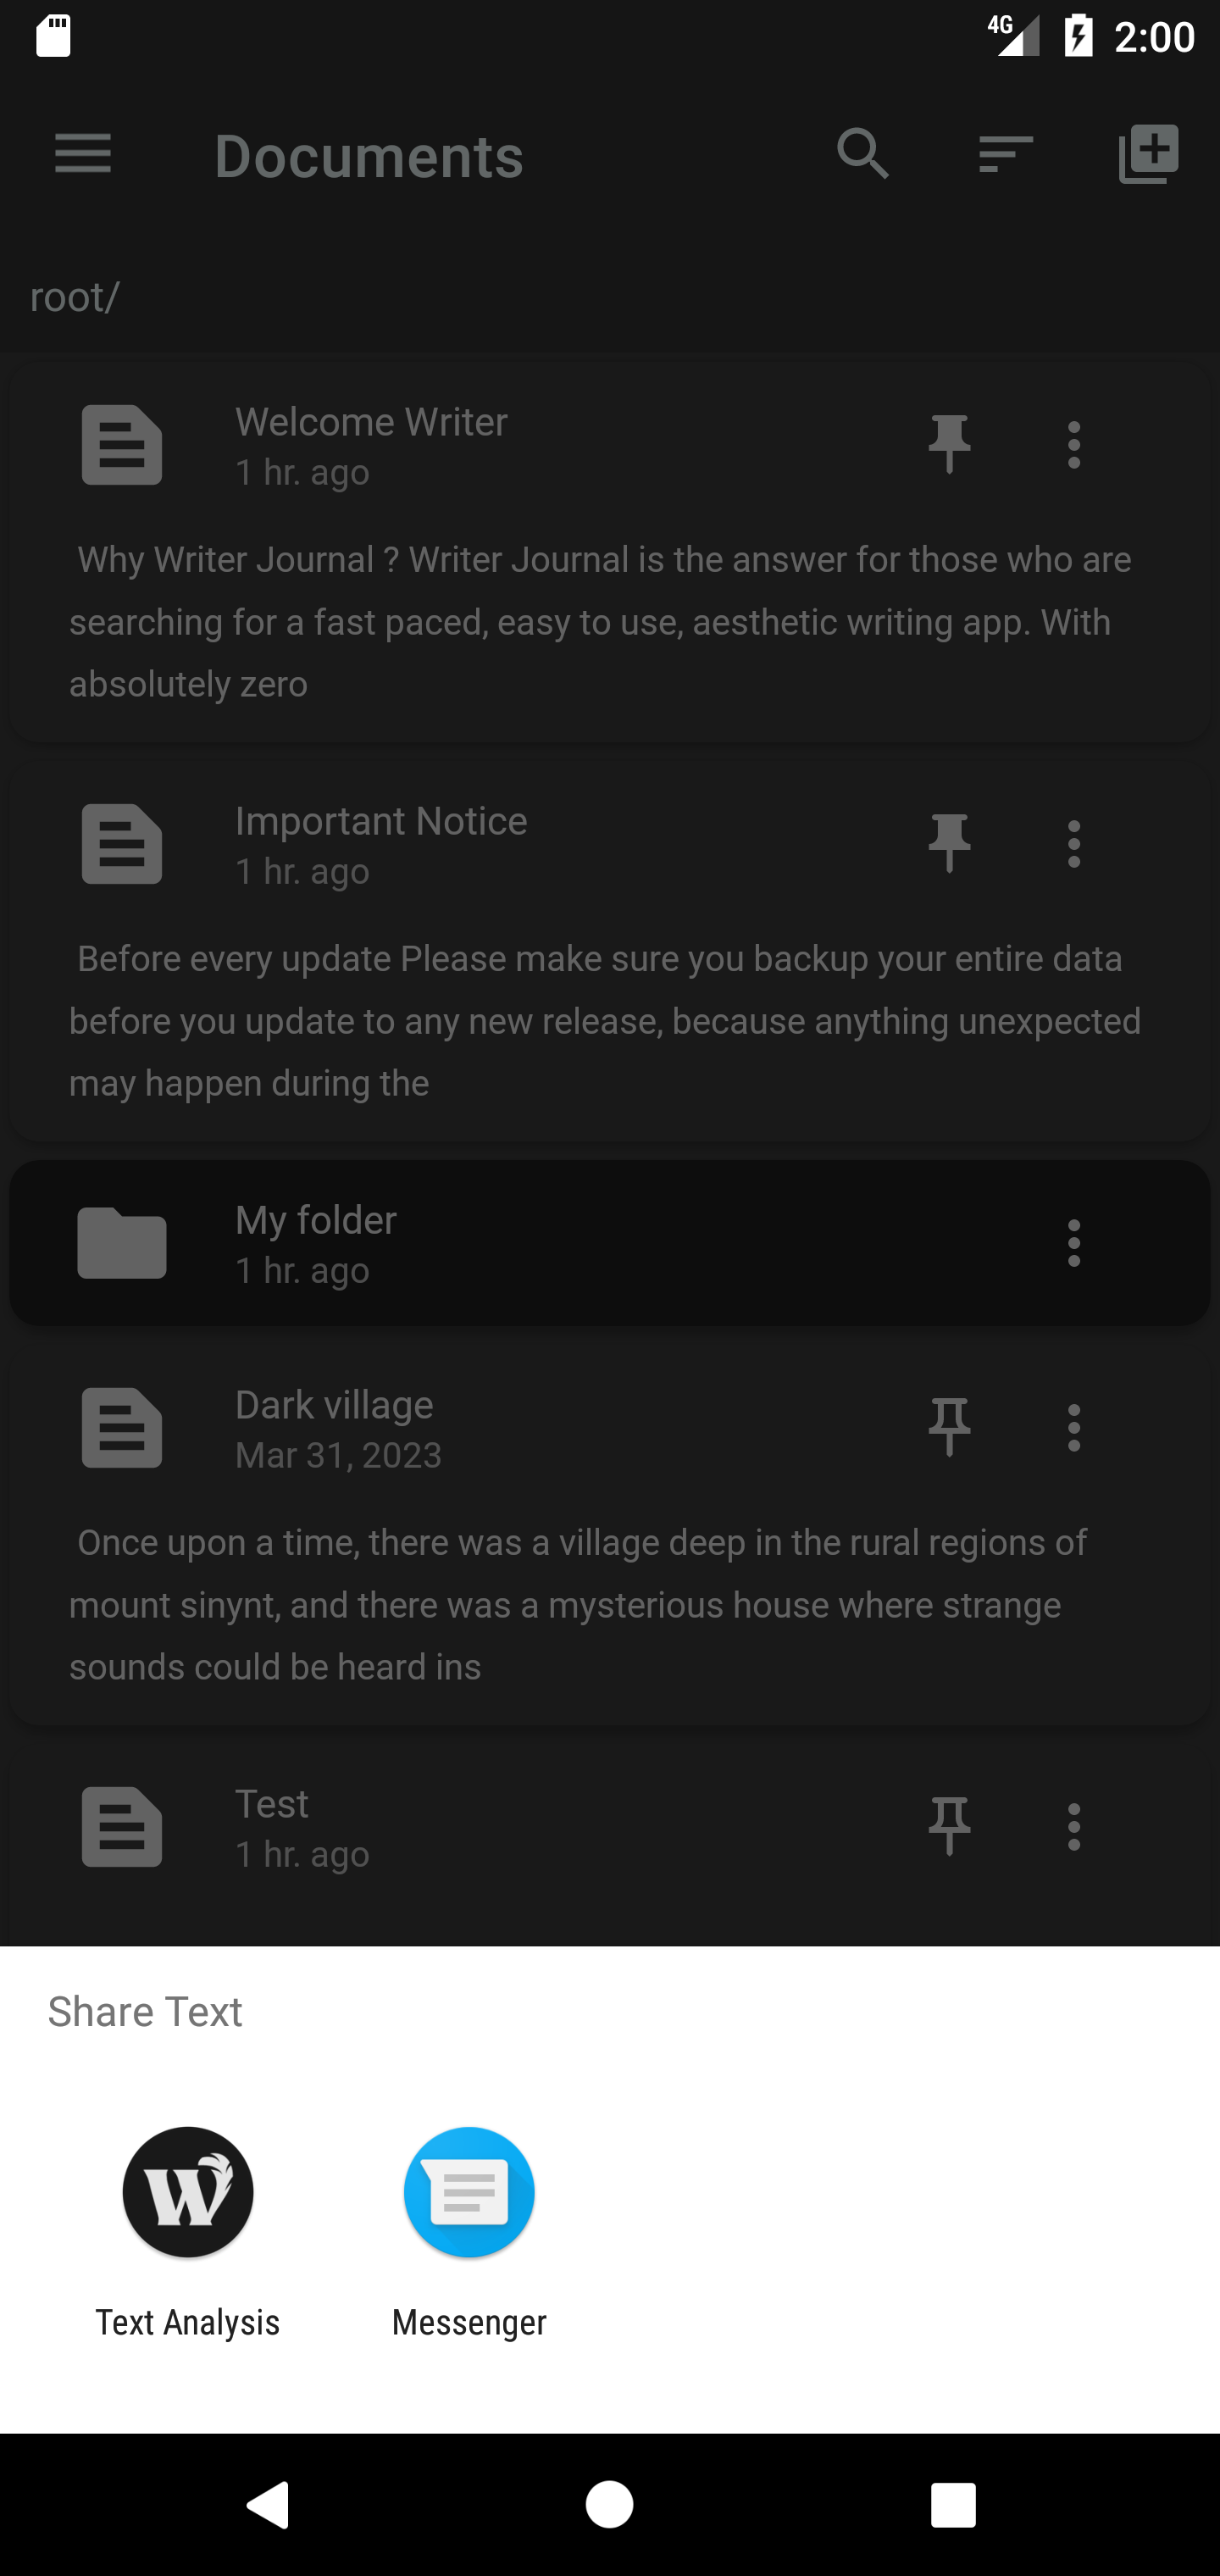 4G 2:00
Documents
root/
Welcome Writer
1 hr. ago
Why Writer Journal ? Writer Journal is the answer for those who are
searching for a fast paced, easy to use, aesthetic writing app. With
absolutely zero
Important Notice
1 hr. ago
Before every update Please make sure you backup your entire data
before you update to any new release, because anything unexpected
may happen during the
My folder
1 hr. ago
Dark village
Mar 31, 2023
Once upon a time, there was a village deep in the rural regions of
mount sinynt, and there was a mysterious house where strange
sounds could be heard ins
Test
1 hr. ago
Share Text
W
Text Analysis
Messenger